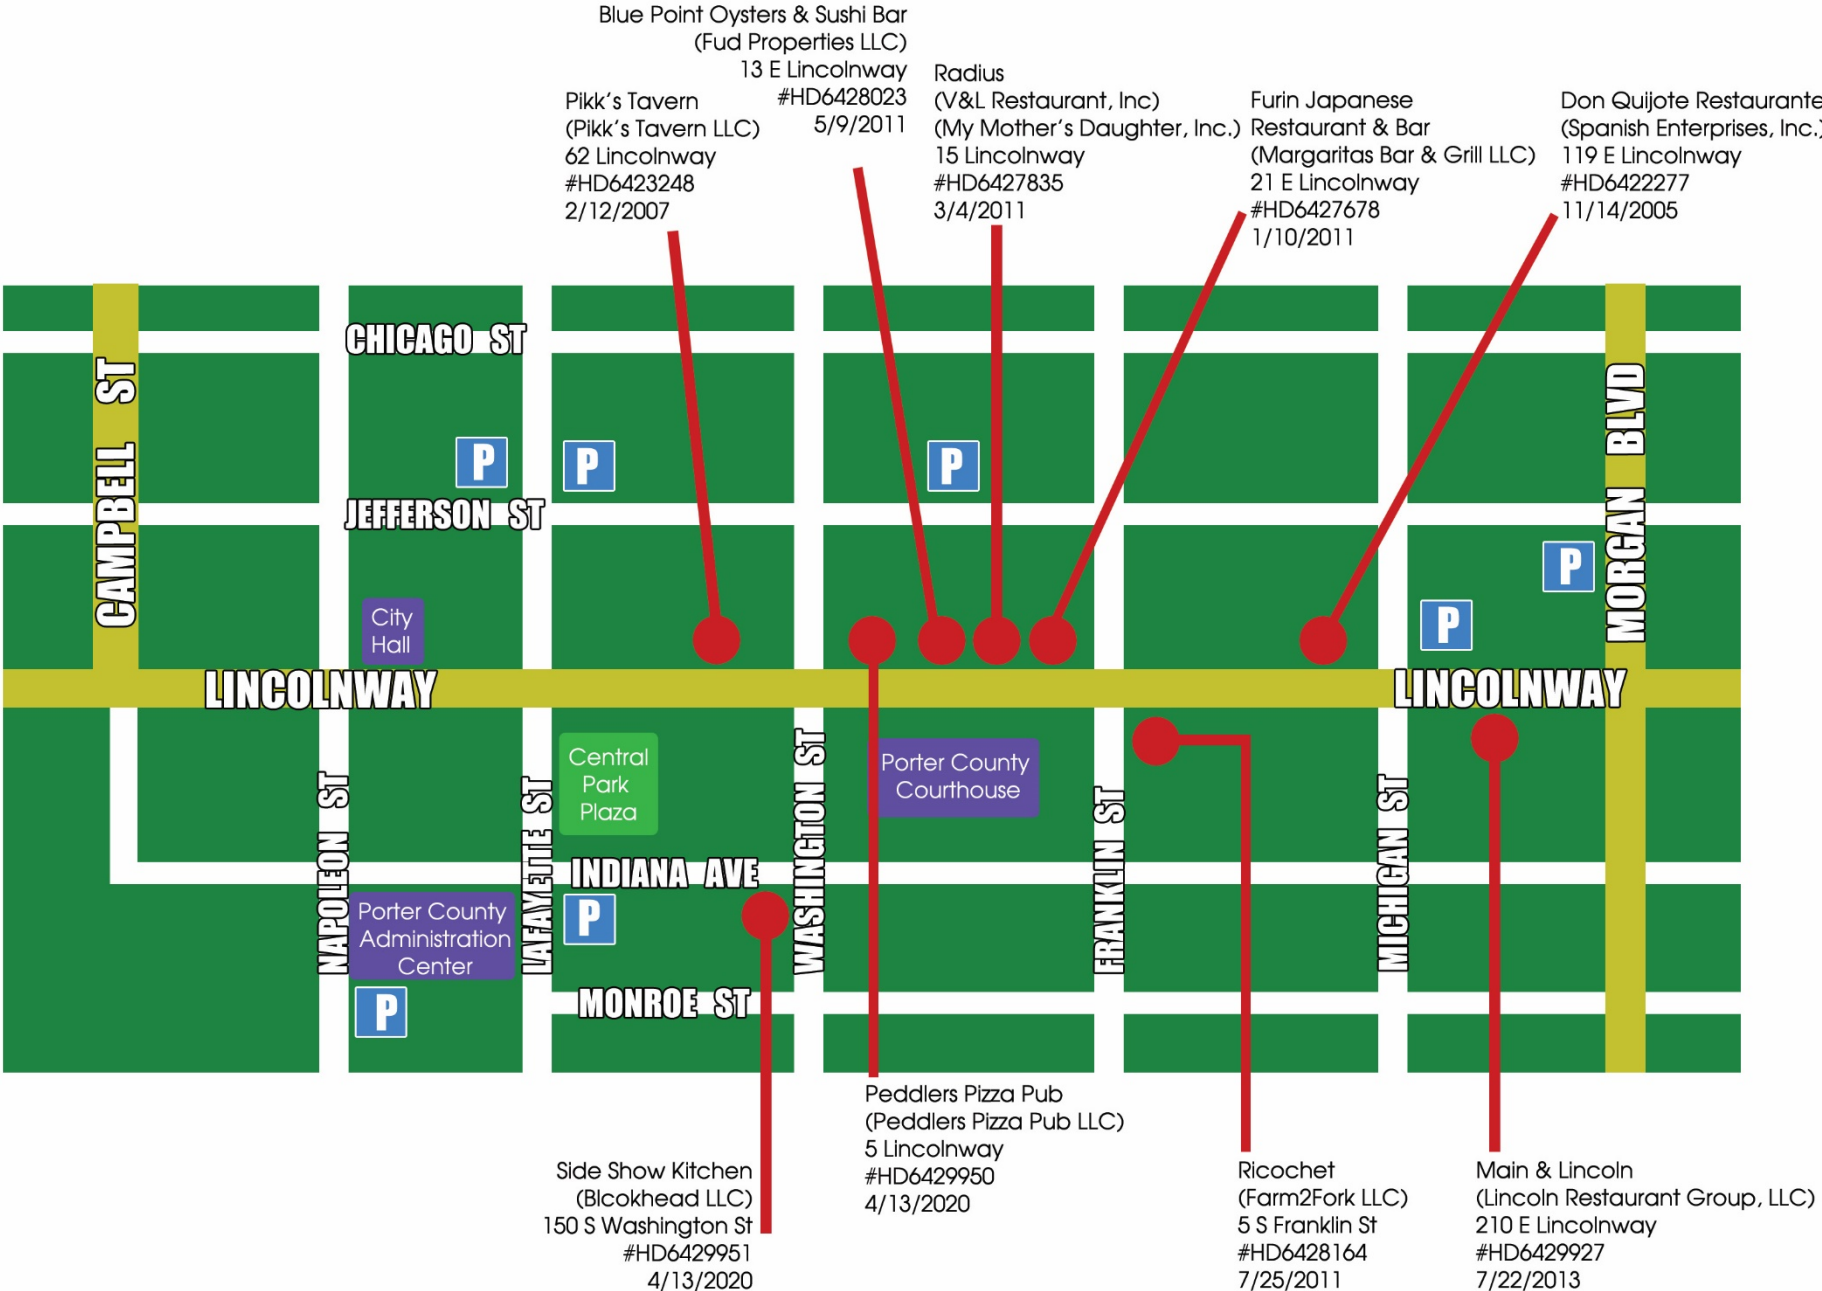 Blue Point Oysters & Sushi Bar
(Fud Properties LLC)
13 E Lincolnway
#HD6428023
5/9/2011
Pikk's Tavern
(Pikk's Tavern LLC)
62 Lincolnway
#HD6423248
2/12/2007
Radius
(V&L Restaurant, Inc)
(My Mother's Daughter, Inc.)
15 Lincolnway
#HD6427835
3/4/2011
Furin Japanese
Restaurant & Bar
(Margaritas Bar & Grill LLC)
21 E Lincolnway
#HD6427678
1/10/2011
Don Quijote Restaurante
(Spanish Enterprises, Inc.)
119 E Lincolnway
#HD6422277
11/14/2005
CHICAGO ST
CAMPBELL ST
MORGAN BLVD
P
P
P
JEFFERSON ST
P
P
City
Hall
LINCOLNWAY
LINCOLNWAY
Central
Park
Plaza
Porter County
Courthouse
NAPOLEON ST
LAFAYETTE ST
WASHINGTON ST
FRANKLIN ST
MICHIGAN ST
INDIANA AVE
Porter County
Administration
Center
P
P
MONROE ST
Peddlers Pizza Pub
(Peddlers Pizza Pub LLC)
5 Lincolnway
#HD6429950
4/13/2020
Side Show Kitchen
(Blcokhead LLC)
150 S Washington St
#HD6429951
4/13/2020
Ricochet
(Farm2Fork LLC)
5 S Franklin St
#HD6428164
7/25/2011
Main & Lincoln
(Lincoln Restaurant Group, LLC)
210 E Lincolnway
#HD6429927
7/22/2013